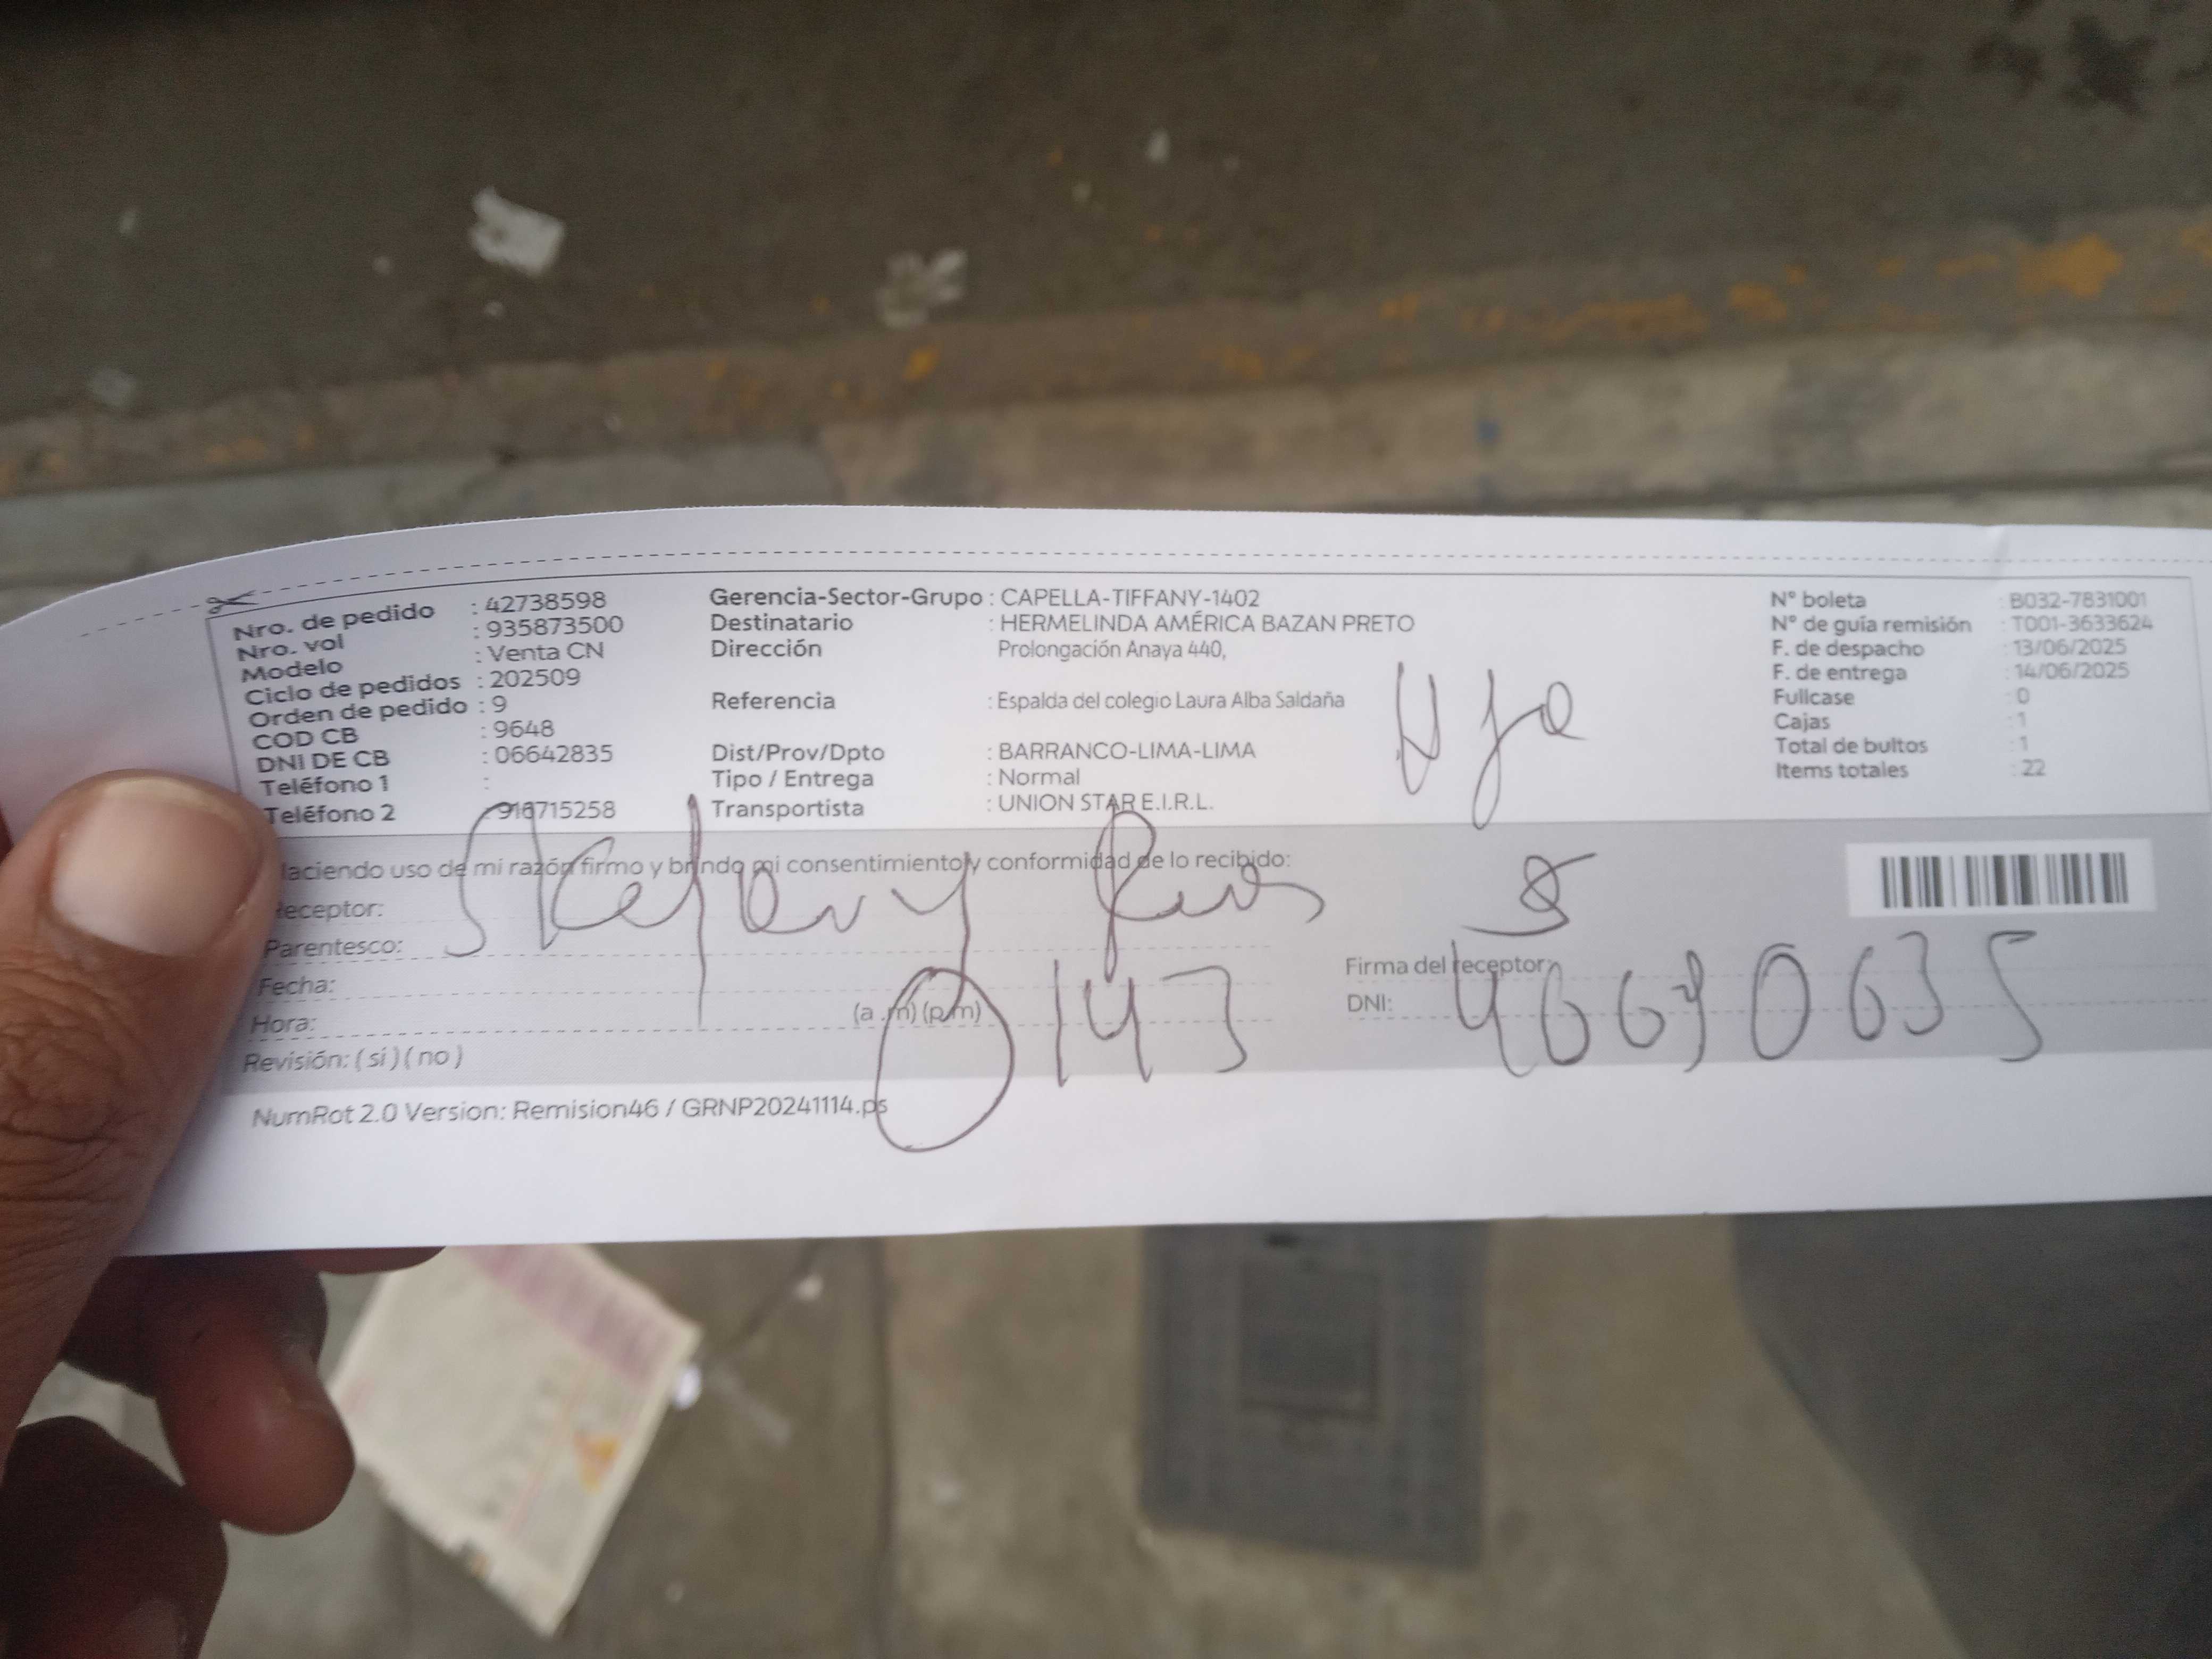 Nro. de pedido : 42738598
Nro. vol : 935873500
Modelo : Venta CN
Ciclo de pedidos : 202509
Orden de pedido : 9
COD CB : 9648
DNI DE CB : 06642835
Teléfono 1 :
Teléfono 2 : 916715258
Gerencia-Sector-Grupo : CAPELLA-TIFFANY-1402
Destinatario : HERMELINDA AMÉRICA BAZAN PRETO
Dirección Prolongación Anaya 440,
Referencia : Espalda del colegio Laura Alba Saldaña
Dist/Prov/Dpto : BARRANCO-LIMA-LIMA
Tipo / Entrega : Normal
Transportista : UNION STAR E.I.R.L.
N° boleta : B032-7831001
N° de guía remisión : T001-3633624
F. de despacho : 13/06/2025
F. de entrega : 14/06/2025
Fullcase : 0
Cajas : 1
Total de bultos : 1
Items totales : 22
Haciendo uso de mi razón firmo y brindo mi consentimiento y conformidad de lo recibido:
Receptor:
Parentesco:
Fecha:
Hora: (a .m) (p.m) 143
Revisión: ( si ) ( no )
Firma del receptor:
DNI:
NumRot 2.0 Version: Remision46 / GRNP20241114.ps